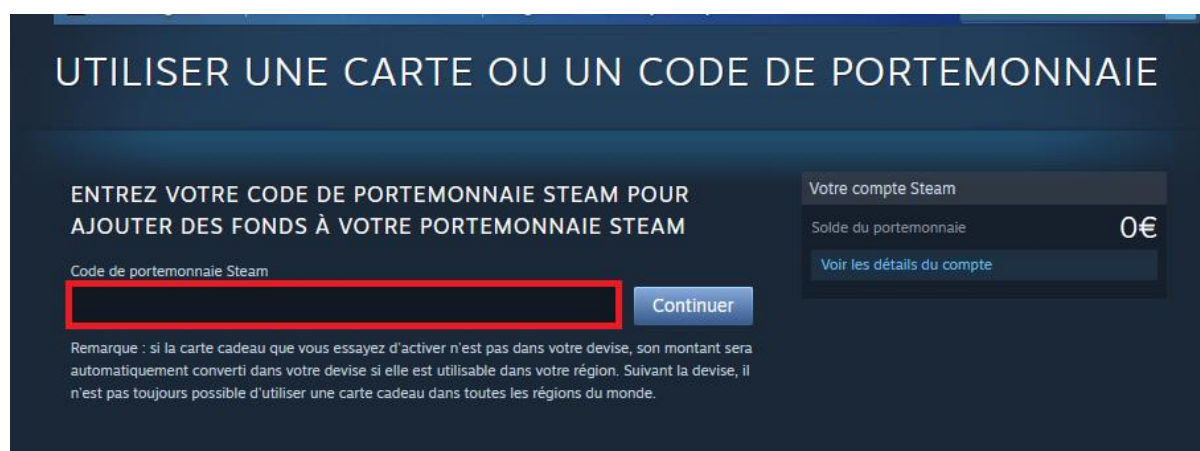 UTILISER UNE CARTE OU UN CODE DE PORTEMONNAIE
ENTREZ VOTRE CODE DE PORTEMONNAIE STEAM POUR
AJOUTER DES FONDS À VOTRE PORTEMONNAIE STEAM
Code de portemonnaie Steam
Continuer
Remarque : si la carte cadeau que vous essayez d'activer n'est pas dans votre devise, son montant sera
automatiquement converti dans votre devise si elle est utilisable dans votre région. Suivant la devise, il
n'est pas toujours possible d'utiliser une carte cadeau dans toutes les régions du monde.
Votre compte Steam
Solde du portemonnaie 0€
Voir les détails du compte